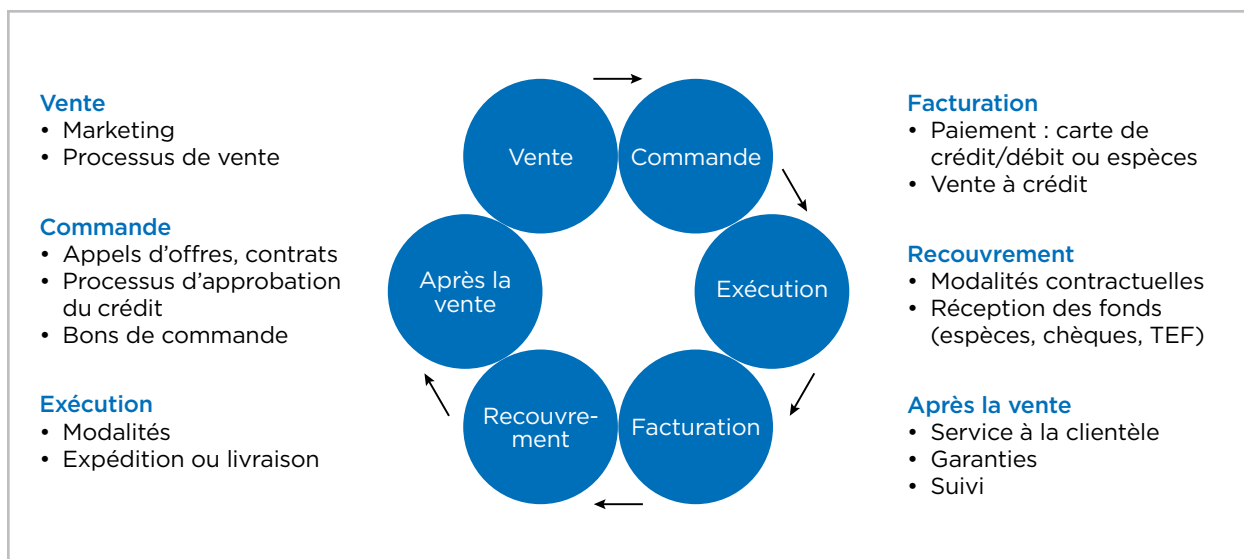 Vente
• Marketing
• Processus de vente
Commande
• Appels d’offres, contrats
• Processus d’approbation
du crédit
• Bons de commande
Exécution
• Modalités
• Expédition ou livraison
Vente
Commande
Exécution
Facturation
Recouvre-
ment
Après la
vente
Facturation
• Paiement : carte de
crédit/débit ou espèces
• Vente à crédit
Recouvrement
• Modalités contractuelles
• Réception des fonds
(espèces, chèques, TEF)
Après la vente
• Service à la clientèle
• Garanties
• Suivi